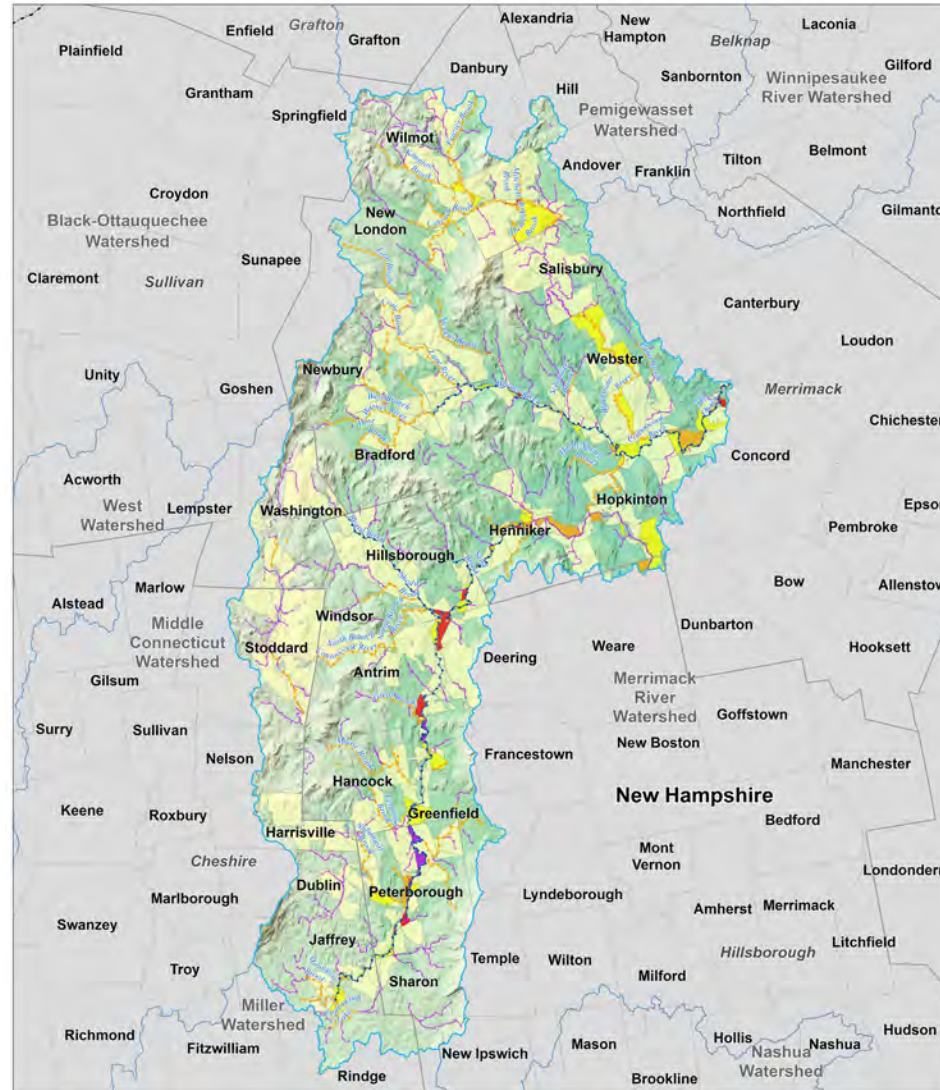 Alexandria
New
Hampton
Laconia
Enfield
Grafton
Grafton
Belknap
Plainfield
Danbury
Sanbornton
Gilford
Winnipesaukee
River Watershed
Grantham
Hill
Pemigewasset
Watershed
Springfield
Wilmot
Andover
Franklin
Tilton
Belmont
Croydon
Black-Ottauquechee
Watershed
New
London
Northfield
Gilmanto
Sunapee
Salisbury
Claremont
Sullivan
Canterbury
Loudon
Webster
Unity
Newbury
Goshen
Merrimack
Chichester
Bradford
Concord
Acworth
West
Watershed
Lempster
Washington
Hopkinton
Epso
Henniker
Pembroke
Hillsborough
Marlow
Bow
Allenstow
Alstead
Windsor
Dunbarton
Middle
Connecticut
Watershed
Stoddard
Deering
Weare
Hooksett
Gilsum
Antrim
Merrimack
River
Watershed
Goffstown
Surry
Sullivan
Nelson
Francestown
New Boston
Manchester
Hancock
New Hampshire
Keene
Roxbury
Greenfield
Bedford
Harrisville
Mont
Vernon
Cheshire
Londondern
Dublin
Peterborough
Marlborough
Lyndeborough
Amherst
Merrimack
Swanzey
Jaffrey
Hillsborough
Litchfield
Troy
Sharon
Temple
Wilton
Milford
Miller
Watershed
Richmond
Fitzwilliam
New Ipswich
Mason
Hollis
Nashua
Hudson
Nashua
Watershed
Rindge
Brookline